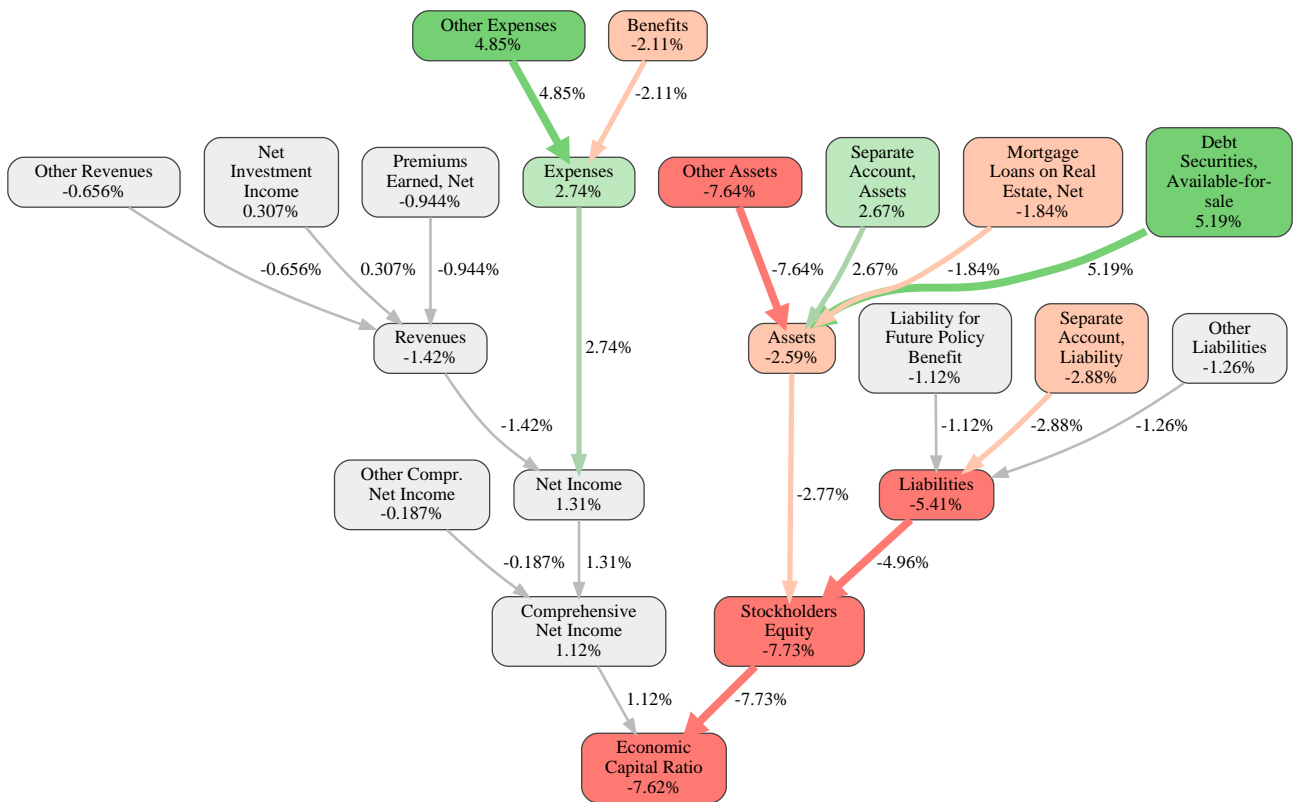 Other Expenses
4.85%
Benefits
-2.11%
4.85%
-2.11%
Other Revenues
-0.656%
Net
Investment
Income
0.307%
Premiums
Earned, Net
-0.944%
Expenses
2.74%
Other Assets
-7.64%
Separate
Account,
Assets
2.67%
Mortgage
Loans on Real
Estate, Net
-1.84%
Debt
Securities,
Available-for-
sale
5.19%
-0.656%
0.307%
-0.944%
2.74%
-7.64%
2.67%
-1.84%
5.19%
Revenues
-1.42%
Assets
-2.59%
Liability for
Future Policy
Benefit
-1.12%
Separate
Account,
Liability
-2.88%
Other
Liabilities
-1.26%
-1.42%
-2.77%
-1.12%
-2.88%
-1.26%
Other Compr.
Net Income
-0.187%
Net Income
1.31%
Liabilities
-5.41%
-0.187%
1.31%
-4.96%
Comprehensive
Net Income
1.12%
Stockholders
Equity
-7.73%
1.12%
-7.73%
Economic
Capital Ratio
-7.62%